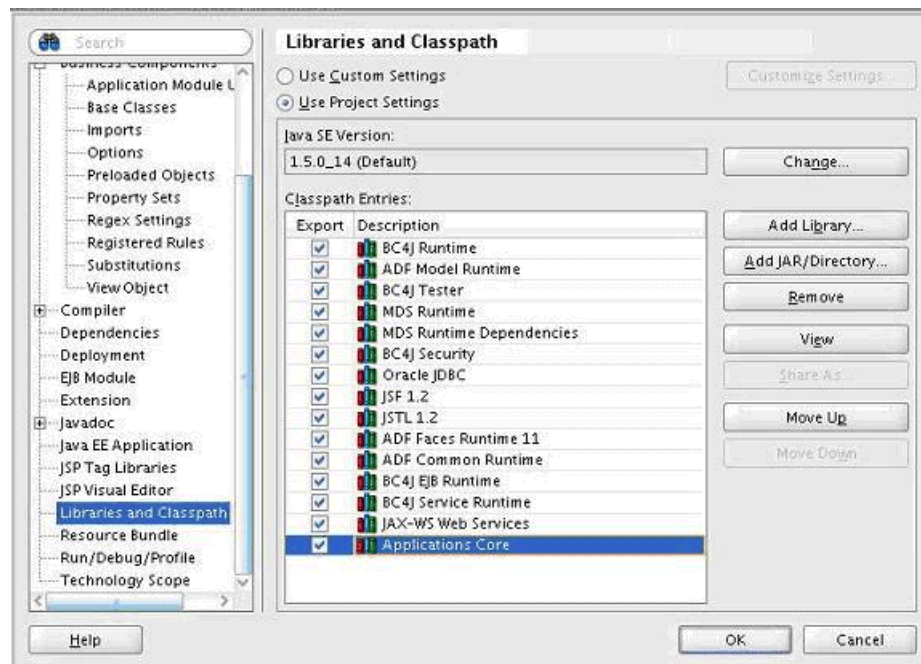 Search
Business Components
Application Module L
Base Classes
Imports
Options
Preloaded Objects
Property Sets
Regex Settings
Registered Rules
Substitutions
View Object
Compiler
Dependencies
Deployment
EJB Module
Extension
Javadoc
Java EE Application
JSP Tag Libraries
JSP Visual Editor
Libraries and Classpath
Resource Bundle
Run/Debug/Profile
Technology Scope
Libraries and Classpath
Use Custom Settings
Customize Settings
Use Project Settings
Java SE Version:
1.5.0_14 (Default)
Change...
Classpath Entries:
Export Description
BC4J Runtime
ADF Model Runtime
BC4J Tester
MDS Runtime
MDS Runtime Dependencies
BC4J Security
Oracle JDBC
JSF 1.2
JSTL 1.2
ADF Faces Runtime 11
ADF Common Runtime
BC4J EJB Runtime
BC4J Service Runtime
JAX-WS Web Services
Applications Core
Add Library...
Add JAR/Directory...
Remove
View
Share As...
Move Up
Move Down
Help
OK
Cancel